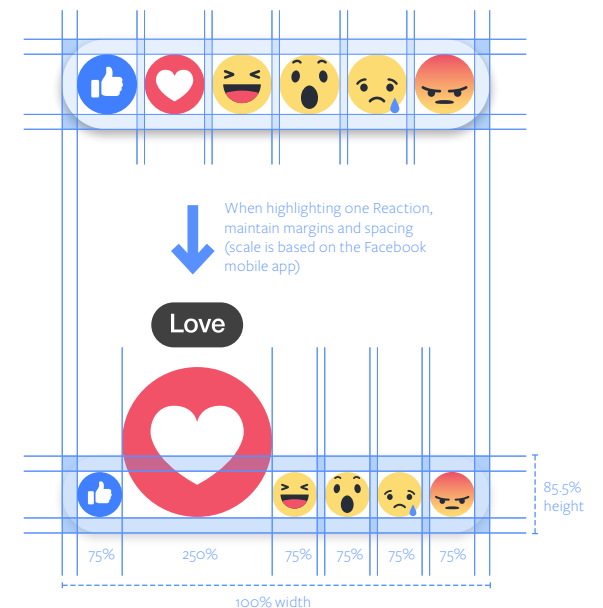 When highlighting one Reaction,
maintain margins and spacing
(scale is based on the Facebook
mobile app)
Love
85.5%
height
75% 250% 75% 75% 75% 75%
100% width